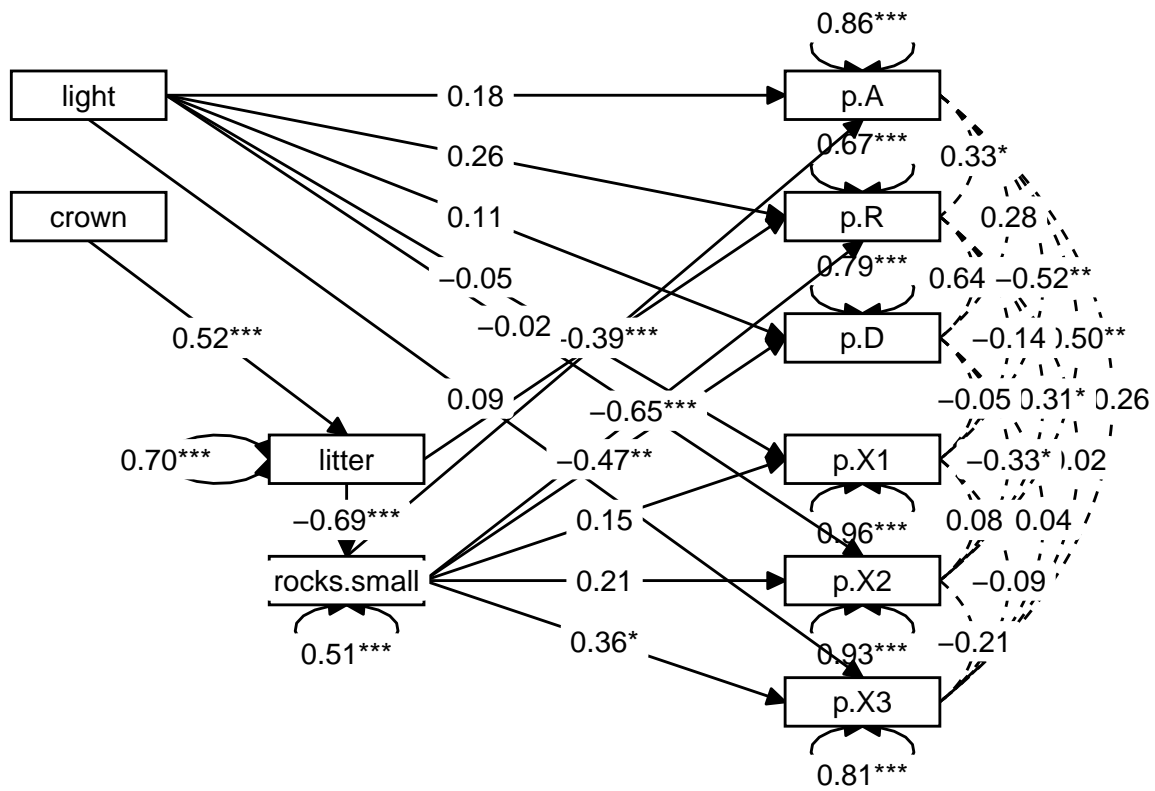 0.86***
light 0.18 p.A
0.67*** 0.33*
0.26
crown p.R 0.28
0.11
0.79*** 0.64 −0.52**
−0.05
−0.02 −0.39***
0.52*** p.D −0.14 0.50**
0.09 −0.65*** −0.05 0.31* 0.26
0.70*** litter −0.47** p.X1 −0.33*
−0.69*** 0.15 0.96*** 0.08 0.04
rocks.small 0.21 p.X2 −0.09
0.51*** 0.36* 0.93*** −0.21
p.X3
0.81***